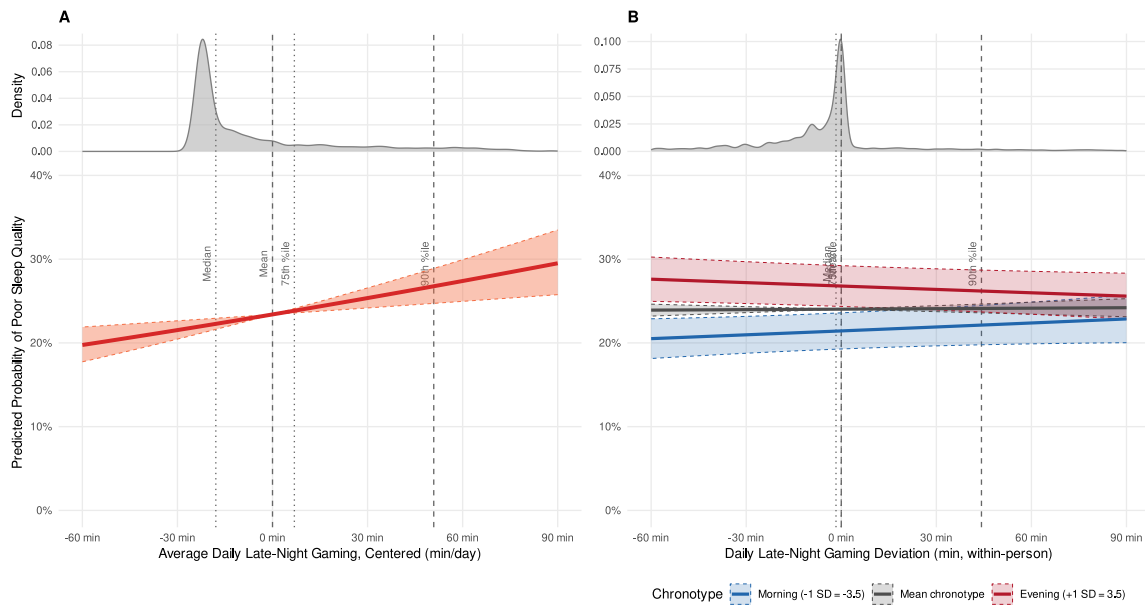 A
B
Density
0.08
0.06
0.04
0.02
0.00
0.100
0.075
0.050
0.025
0.000
Predicted Probability of Poor Sleep Quality
40%
30%
20%
10%
0%
Median
Mean
75th %ile
90th %ile
40%
30%
20%
10%
0%
Median
90th %ile
-60 min
-30 min
0 min
30 min
60 min
90 min
Average Daily Late-Night Gaming, Centered (min/day)
-60 min
-30 min
0 min
30 min
60 min
90 min
Daily Late-Night Gaming Deviation (min, within-person)
Chronotype
Morning (-1 SD = -3.5)
Mean chronotype
Evening (+1 SD = 3.5)